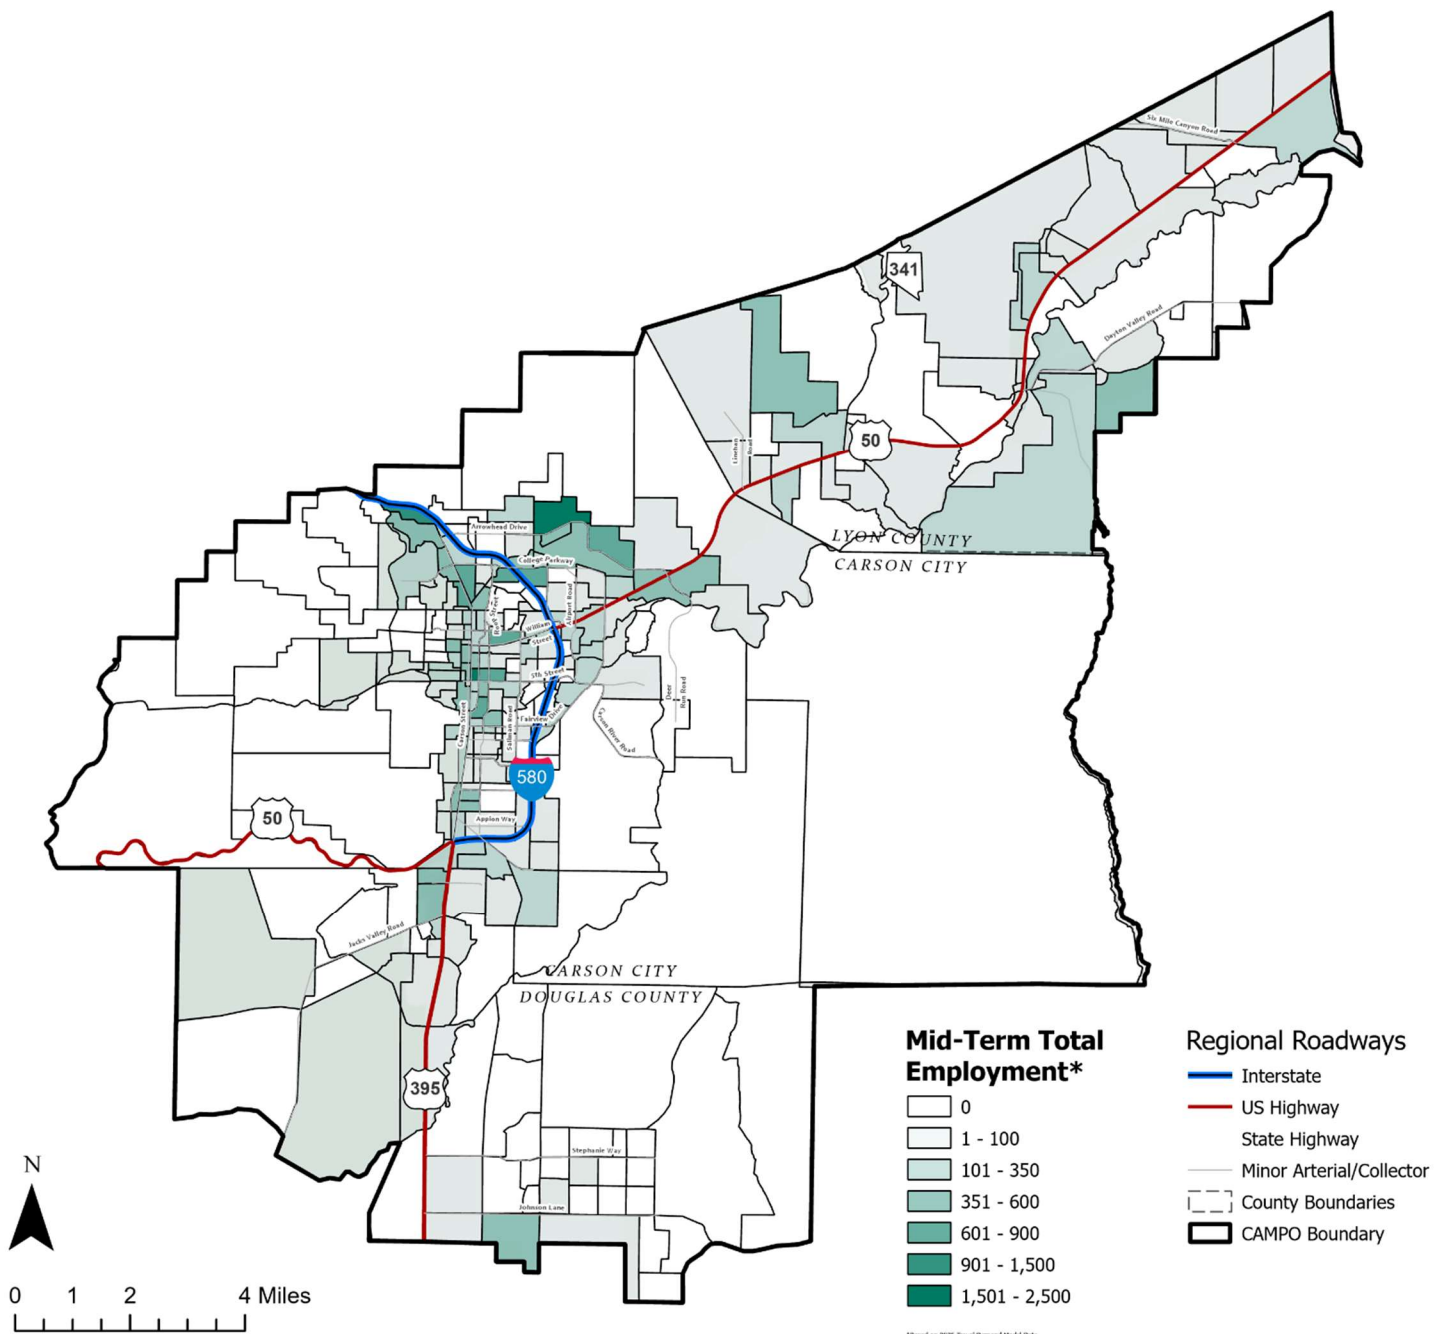 Six Mile Canyon Road
341
Dayton Valley Road
50
Linehan
Road
LYON COUNTY
CARSON CITY
Arrowhead Drive
College Parkway
Airport Road
Roop Street
William
Street
5th Street
Deer
Run Road
Carson Street
Saliman Road
Fairview Drive
Carson River Road
580
50
Appion Way
Jacks Valley Road
CARSON CITY
DOUGLAS COUNTY
395
Stephanie Way
Johnson Lane
N
0 1 2 4 Miles
Mid-Term Total
Employment*
0
1 - 100
101 - 350
351 - 600
601 - 900
901 - 1,500
1,501 - 2,500
Regional Roadways
Interstate
US Highway
State Highway
Minor Arterial/Collector
County Boundaries
CAMPO Boundary